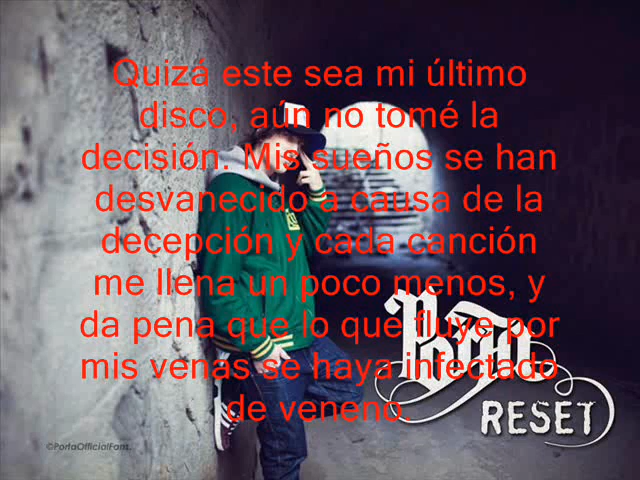 Quizá este sea mi último
disco, aún no tomé la
decisión. Mis sueños se han
desvanecido a causa de la
decepción y cada canción
me llena un poco menos, y
da pena que lo que fluye por
mis venas se haya infectado
de veneno.
Porta
RESET
©PortaOfficialFans.